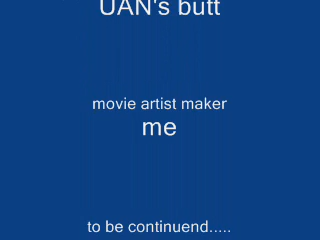 UAN's butt
movie artist maker
me
to be continuend.....